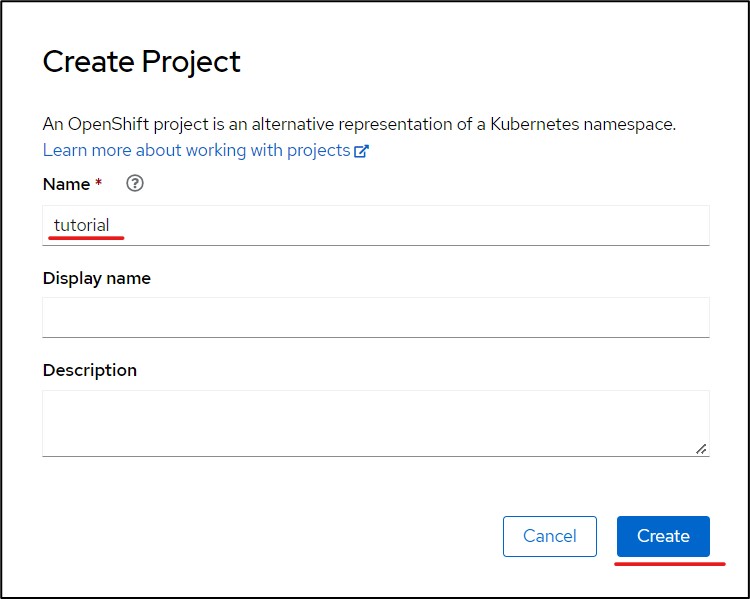 Create Project
An OpenShift project is an alternative representation of a Kubernetes namespace.
Learn more about working with projects
Name *
tutorial
Display name
Description
Cancel
Create